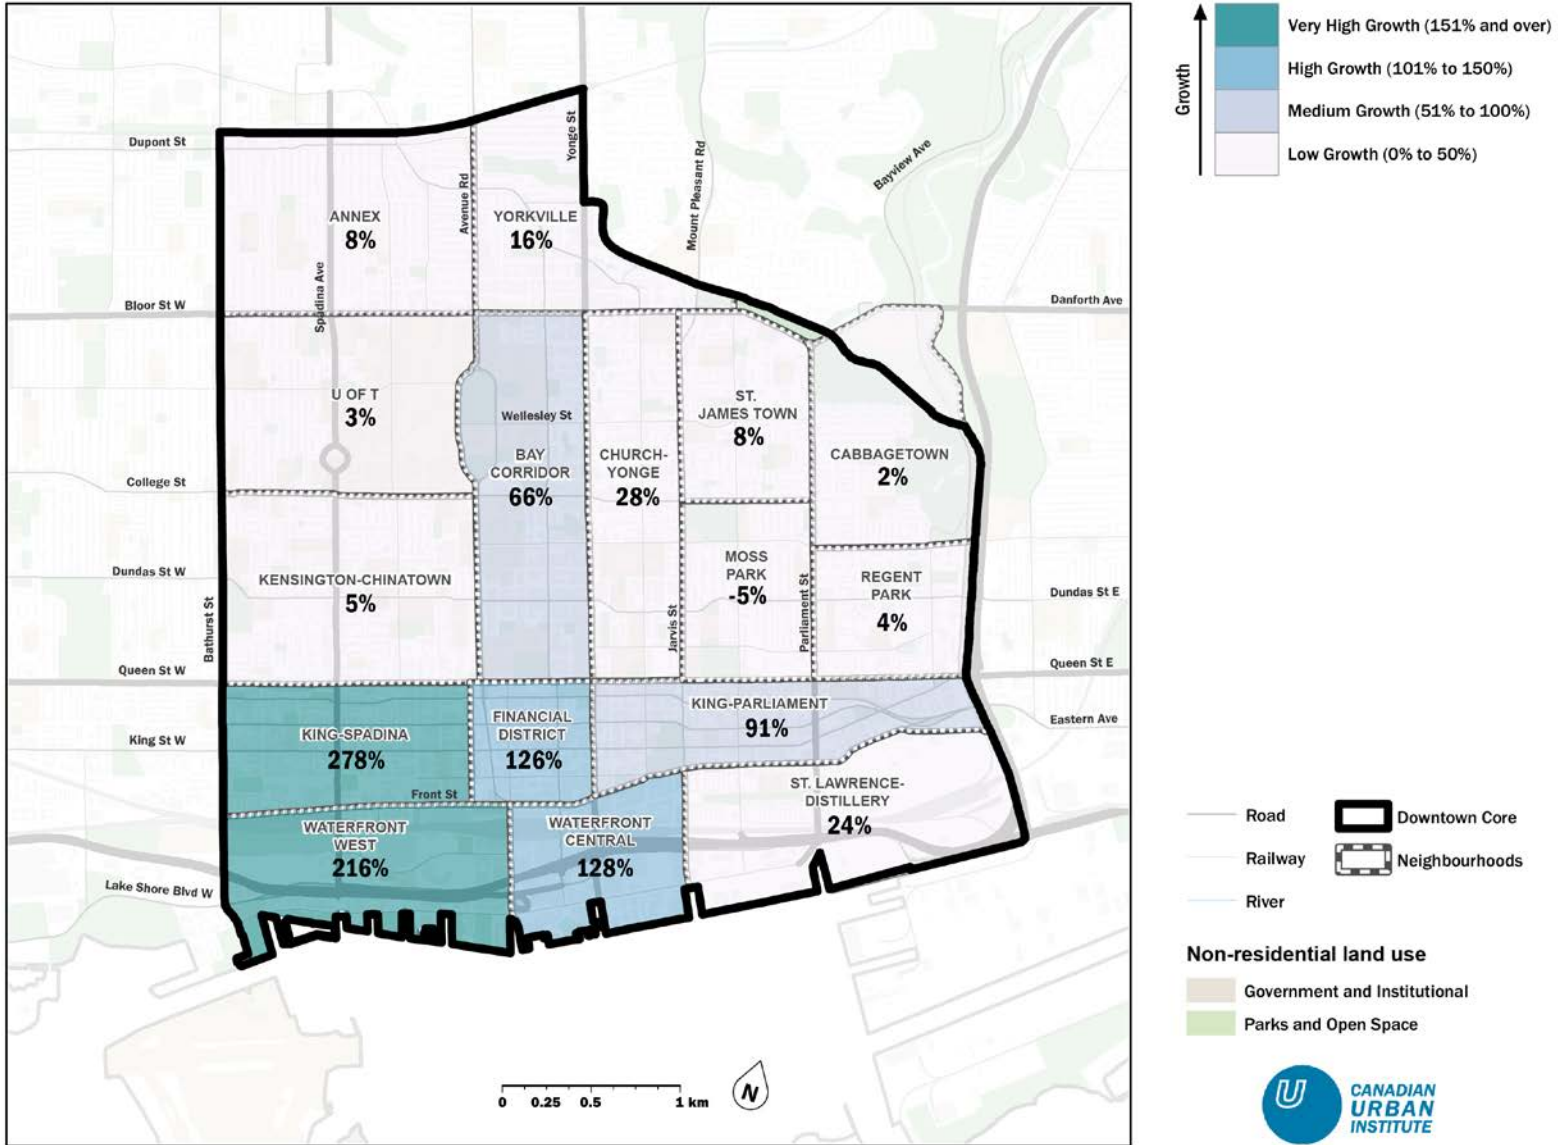 Very High Growth (151% and over)
High Growth (101% to 150%)
Medium Growth (51% to 100%)
Low Growth (0% to 50%)
Growth
Dupont St
Yonge St
Mount Pleasant Rd
Bayview Ave
Avenue Rd
ANNEX
8%
YORKVILLE
16%
Spadina Ave
Bloor St W
Danforth Ave
U OF T
3%
Wellesley St
BAY
CORRIDOR
66%
CHURCH-
YONGE
28%
ST.
JAMES TOWN
8%
CABBAGETOWN
2%
College St
Dundas St W
KENSINGTON-CHINATOWN
5%
MOSS
PARK
-5%
REGENT
PARK
4%
Dundas St E
Bathurst St
Jarvis St
Parliament St
Queen St W
Queen St E
KING-SPADINA
278%
FINANCIAL
DISTRICT
126%
KING-PARLIAMENT
91%
Eastern Ave
King St W
Front St
ST. LAWRENCE-
DISTILLERY
24%
WATERFRONT
WEST
216%
WATERFRONT
CENTRAL
128%
Lake Shore Blvd W
0 0.25 0.5 1 km
N
Road
Railway
River
Downtown Core
Neighbourhoods
Non-residential land use
Government and Institutional
Parks and Open Space
U
CANADIAN
URBAN
INSTITUTE